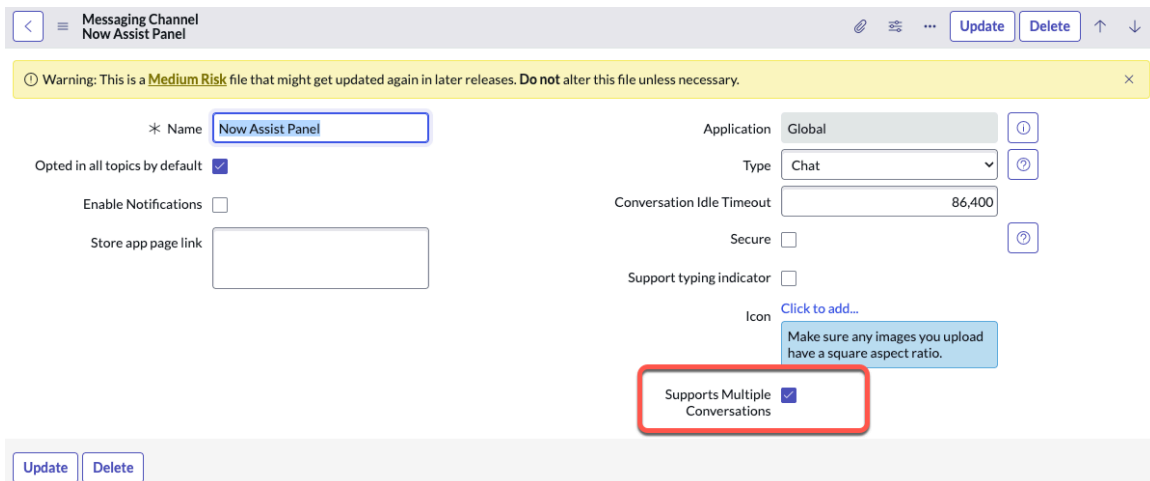 Messaging Channel
Now Assist Panel
Update
Delete
Warning: This is a Medium Risk file that might get updated again in later releases. Do not alter this file unless necessary.
Name
Now Assist Panel
Opted in all topics by default
Enable Notifications
Store app page link
Application
Global
Type
Chat
Conversation Idle Timeout
86,400
Secure
Support typing indicator
Icon
Click to add...
Make sure any images you upload
have a square aspect ratio.
Supports Multiple
Conversations
Update
Delete